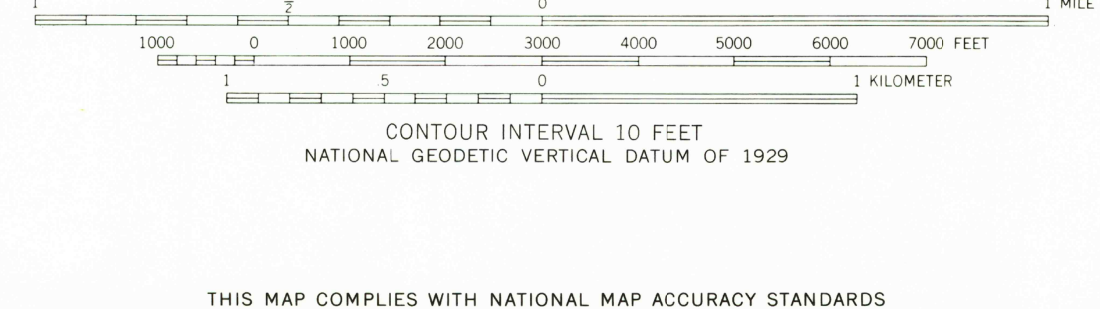 1 ½ 0 1 MILE
1000 0 1000 2000 3000 4000 5000 6000 7000 FEET
1 .5 0 1 KILOMETER
CONTOUR INTERVAL 10 FEET
NATIONAL GEODETIC VERTICAL DATUM OF 1929
THIS MAP COMPLIES WITH NATIONAL MAP ACCURACY STANDARDS